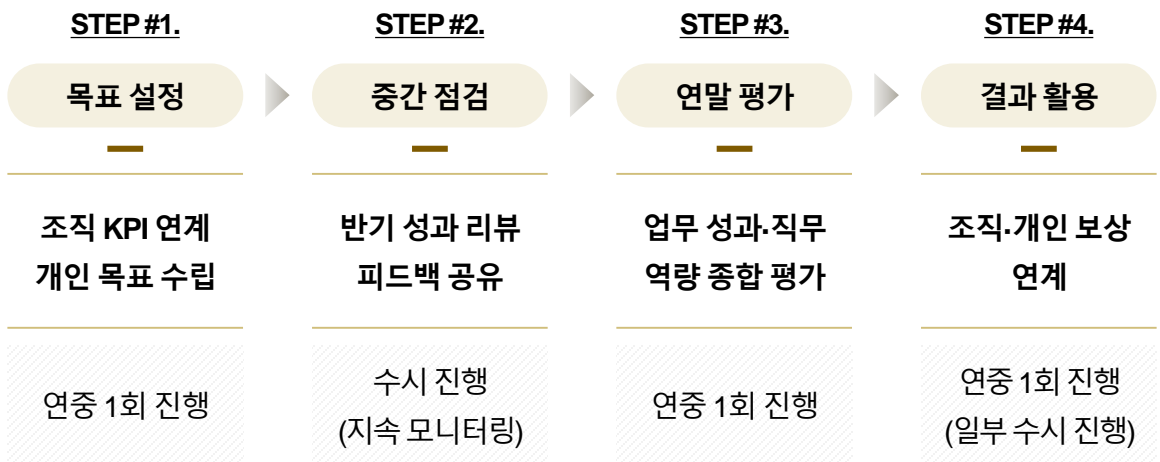 STEP #1.
목표 설정
조직 KPI 연계
개인 목표 수립
연중 1회 진행
STEP #2.
중간 점검
반기 성과 리뷰
피드백 공유
수시 진행
(지속 모니터링)
STEP #3.
연말 평가
업무 성과·직무
역량 종합 평가
연중 1회 진행
STEP #4.
결과 활용
조직·개인 보상
연계
연중 1회 진행
(일부 수시 진행)